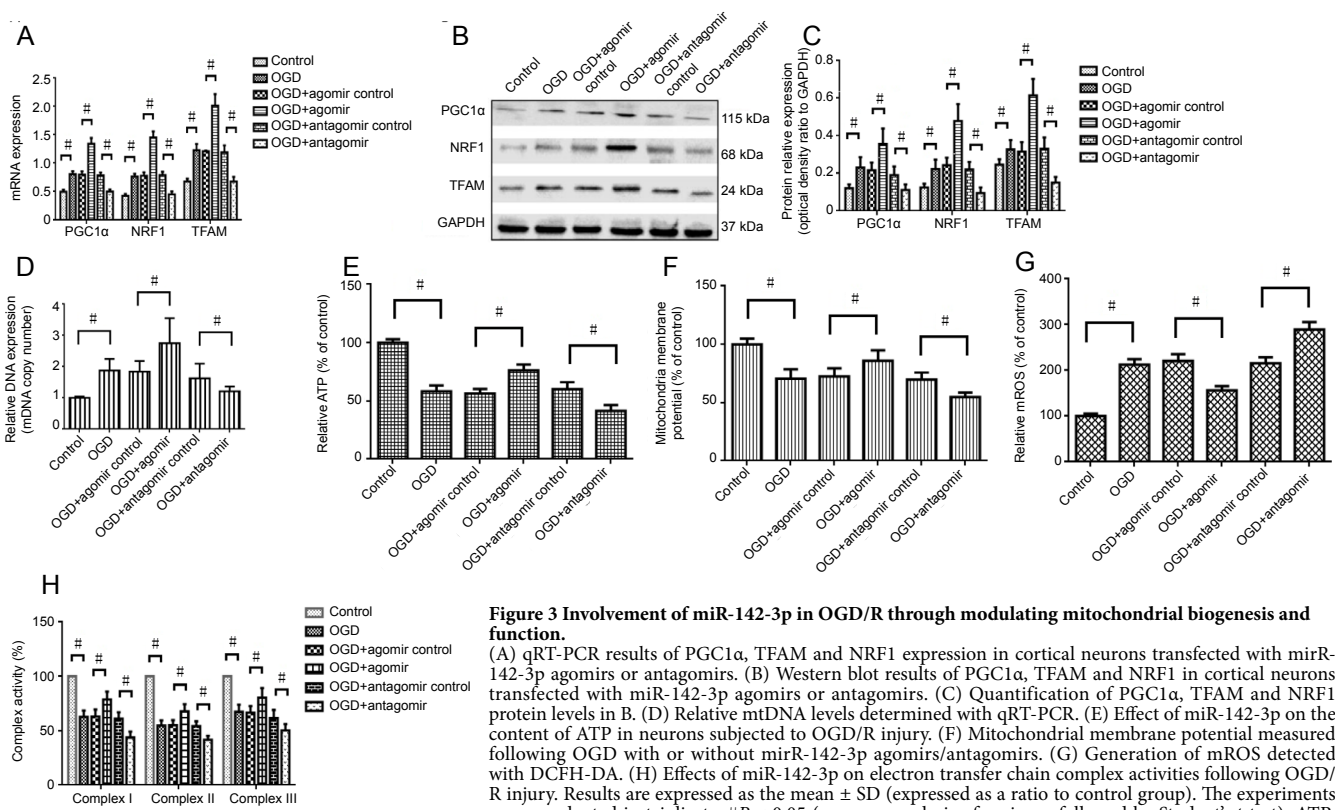 A
mRNA expression
2.5
2.0
1.5
1.0
0.5
0
# # # # # # # # #
PGC1α NRF1 TFAM
Control
OGD
OGD+agomir control
OGD+agomir
OGD+antagomir control
OGD+antagomir
B
Control
OGD
OGD+agomir
control
OGD+agomir
OGD+antagomir
control
OGD+antagomir
PGC1α 115 kDa
NRF1 68 kDa
TFAM 24 kDa
GAPDH 37 kDa
C
Protein relative expression
(optical density ratio to GAPDH)
0.8
0.6
0.4
0.2
0
# # # # # # # # #
PGC1α NRF1 TFAM
Control
OGD
OGD+agomir control
OGD+agomir
OGD+antagomir control
OGD+antagomir
D
Relative DNA expression
(mDNA copy number)
4
3
2
1
0
# # #
Control
OGD
OGD+agomir control
OGD+agomir
OGD+antagomir control
OGD+antagomir
E
Relative ATP (% of control)
150
100
50
0
# # #
Control
OGD
OGD+agomir control
OGD+agomir
OGD+antagomir control
OGD+antagomir
F
Mitochondria membrane
potential (% of control)
150
100
50
0
# # #
Control
OGD
OGD+agomir control
OGD+agomir
OGD+antagomir control
OGD+antagomir
G
Relative mROS (% of control)
400
300
200
100
0
# # #
Control
OGD
OGD+agomir control
OGD+agomir
OGD+antagomir control
OGD+antagomir
H
Complex activity (%)
150
100
50
0
# # # # # # # # #
Complex I Complex II Complex III
Control
OGD
OGD+agomir control
OGD+agomir
OGD+antagomir control
OGD+antagomir
Figure 3 Involvement of miR-142-3p in OGD/R through modulating mitochondrial biogenesis and
function.
(A) qRT-PCR results of PGC1α, TFAM and NRF1 expression in cortical neurons transfected with mirR-
142-3p agomirs or antagomirs. (B) Western blot results of PGC1α, TFAM and NRF1 in cortical neurons
transfected with miR-142-3p agomirs or antagomirs. (C) Quantification of PGC1α, TFAM and NRF1
protein levels in B. (D) Relative mtDNA levels determined with qRT-PCR. (E) Effect of miR-142-3p on the
content of ATP in neurons subjected to OGD/R injury. (F) Mitochondrial membrane potential measured
following OGD with or without mirR-142-3p agomirs/antagomirs. (G) Generation of mROS detected
with DCFH-DA. (H) Effects of miR-142-3p on electron transfer chain complex activities following OGD/
R injury. Results are expressed as the mean ± SD (expressed as a ratio to control group). The experiments